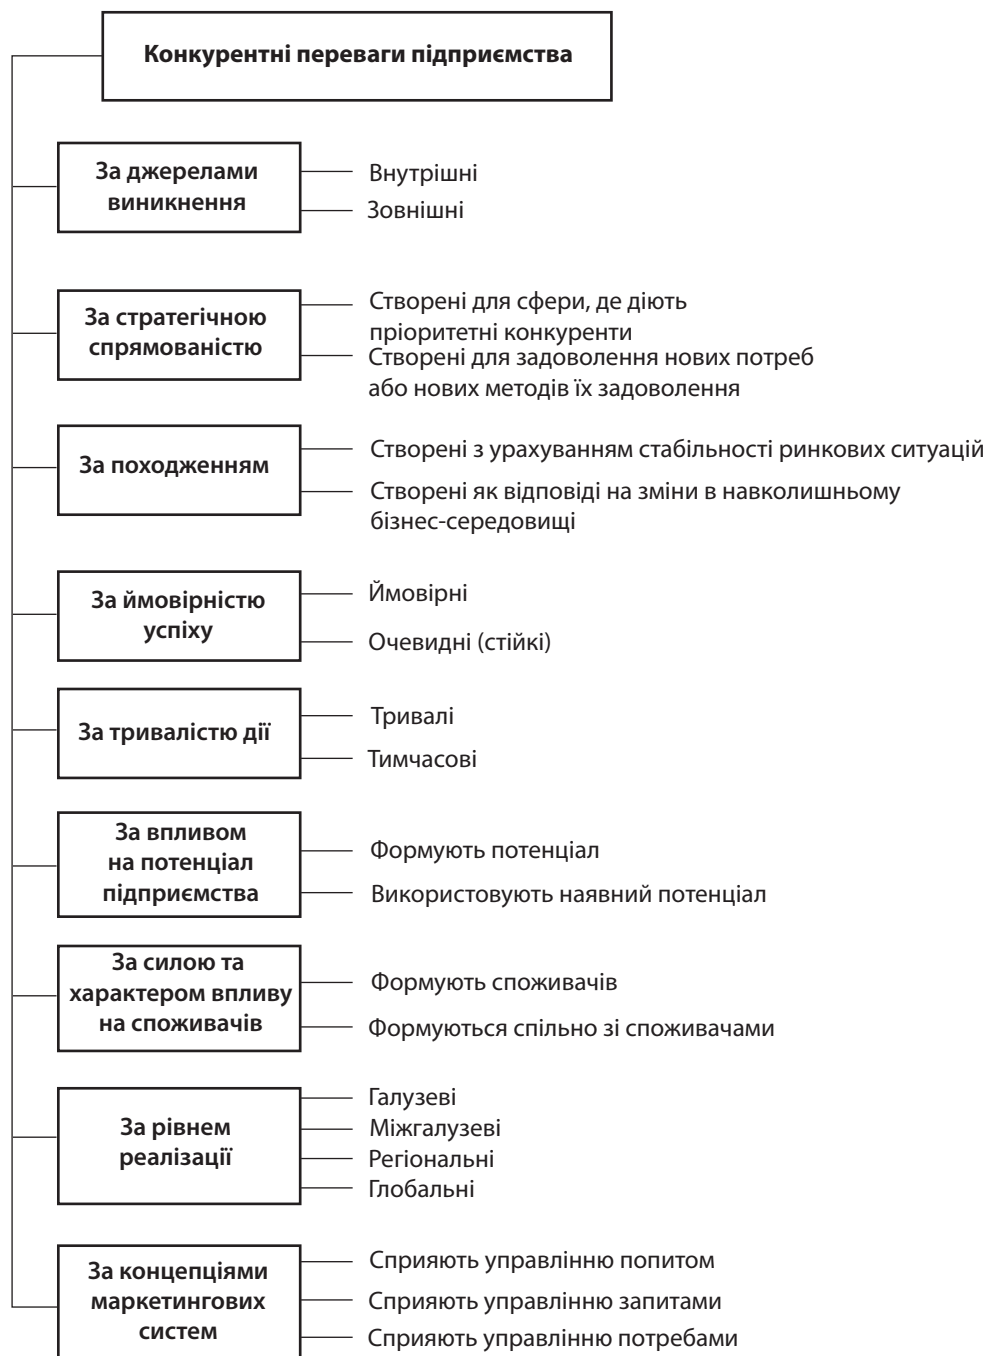 Конкурентні переваги підприємства
За джерелами
виникнення
Внутрішні
Зовнішні
За стратегічною
спрямованістю
Створені для сфери, де діють
пріоритетні конкуренти
Створені для задоволення нових потреб
або нових методів їх задоволення
За походженням
Створені з урахуванням стабільності ринкових ситуацій
Створені як відповіді на зміни в навколишньому
бізнес-середовищі
За ймовірністю
успіху
Ймовірні
Очевидні (стійкі)
За тривалістю дії
Тривалі
Тимчасові
За впливом
на потенціал
підприємства
Формують потенціал
Використовують наявний потенціал
За силою та
характером впливу
на споживачів
Формують споживачів
Формуються спільно зі споживачами
За рівнем
реалізації
Галузеві
Міжгалузеві
Регіональні
Глобальні
За концепціями
маркетингових
систем
Сприяють управлінню попитом
Сприяють управлінню запитами
Сприяють управлінню потребами